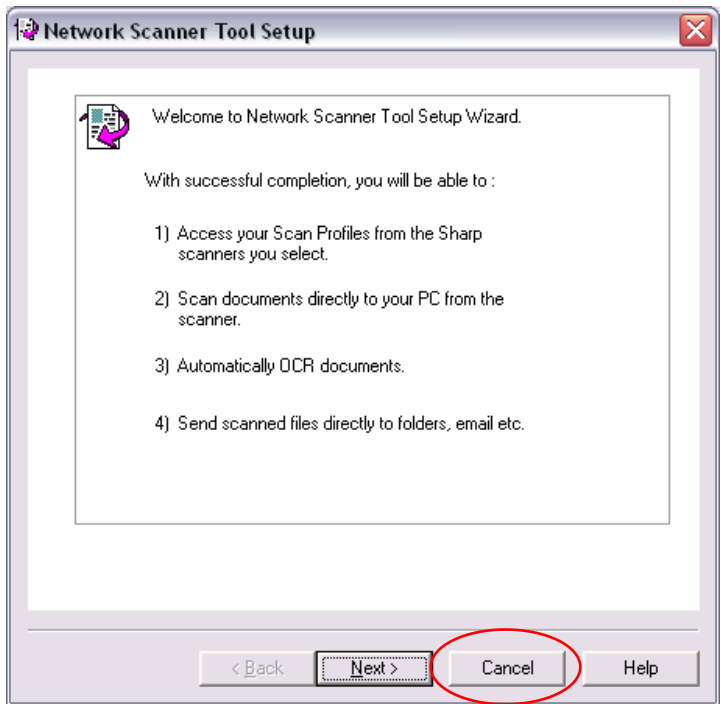 Network Scanner Tool Setup
Welcome to Network Scanner Tool Setup Wizard.
With successful completion, you will be able to :
1) Access your Scan Profiles from the Sharp
scanners you select.
2) Scan documents directly to your PC from the
scanner.
3) Automatically OCR documents.
4) Send scanned files directly to folders, email etc.
< Back
Next >
Cancel
Help